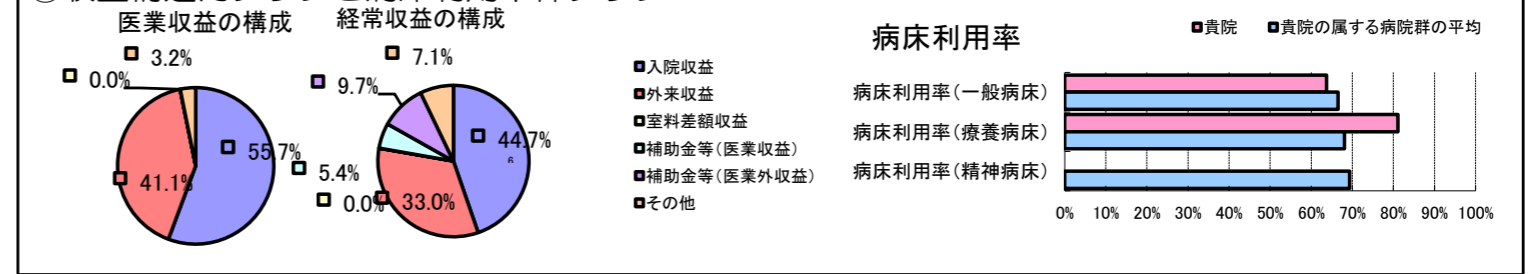 医業収益の構成
3.2%
0.0%
55.7%
41.1%
経常収益の構成
7.1%
9.7%
44.7%
5.4%
0.0%
33.0%
入院収益
外来収益
室料差額収益
補助金等(医業収益)
補助金等(医業外収益)
その他
病床利用率
貴院
貴院の属する病院群の平均
病床利用率(一般病床)
病床利用率(療養病床)
病床利用率(精神病床)
0% 10% 20% 30% 40% 50% 60% 70% 80% 90% 100%